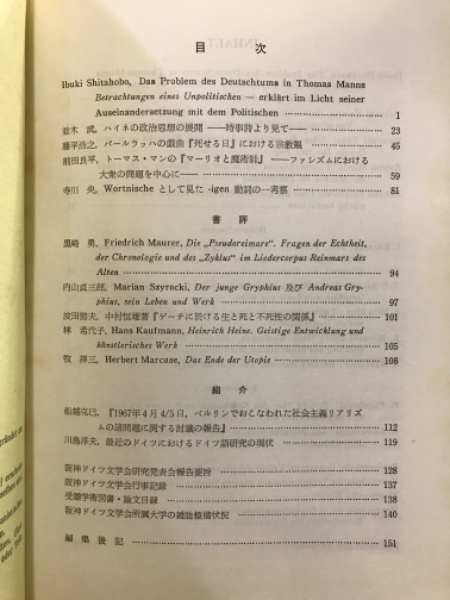 目 次
Ibuki Shitahobo, Das Problem des Deutschtums in Thomas Manns
Betrachtungen eines Unpolitischen — erklärt im Licht seiner
Auseinandersetzung mit dem Politischen 1
並木 武, ハイネの政治思想の展開 ——時事詩より見て—— 23
藤平浩之, バールラッハの戯曲『死せる日』における宗教観 45
前田良平, トーマス・マンの『マーリオと魔術師』 ——ファシズムにおける
大衆の問題を中心に—— 59
寺川 央, Wortnische として見た -igen 動詞の一考察 81
書 評
黒崎 勇, Friedrich Maurer, Die „Pseudoreimare“. Fragen der Echtheit,
der Chronologie und des „Zyklus“ im Liedercorpus Reinmars des
Alten 94
内山貞三郎, Marian Szyrocki, Der junge Gryphius 及び Andreas Gry-
phius, sein Leben und Werk 97
波田節夫, 中村恒雄著『ゲーテに於ける生と死と不死性の関係』 101
林 希代子, Hans Kaufmann, Heinrich Heine. Geistige Entwicklung und
künstlerisches Werk 105
牧 祥三, Herbert Marcuse, Das Ende der Utopie 108
紹 介
船越克巳, 『1967年4月4/5日, ベルリンでおこなわれた社会主義リアリズ
ムの諸問題に関する討議の報告』 112
川島淳夫, 最近のドイツにおけるドイツ語研究の現状 119
阪神ドイツ文学会研究発表会報告要旨 128
阪神ドイツ文学会行事記録 137
受贈学術図書・論文目録 138
阪神ドイツ文学会所属大学の雑誌整備状況 140
編 集 後 記 151